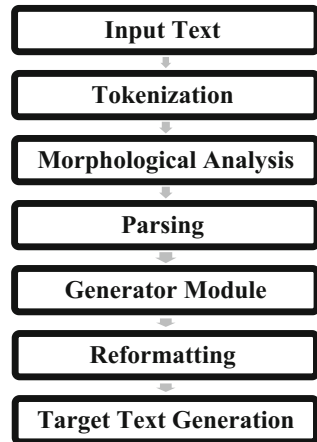 Input Text
Tokenization
Morphological Analysis
Parsing
Generator Module
Reformatting
Target Text Generation